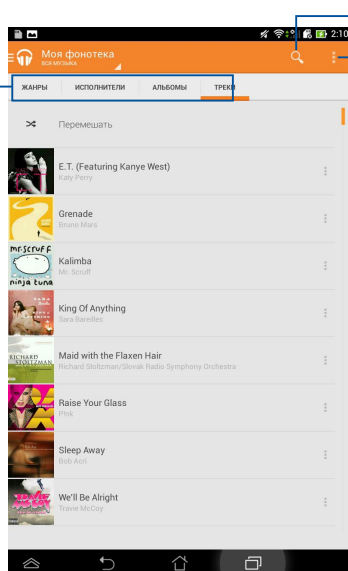 2:10
Моя фонотека
ВСЯ МУЗЫКА
ЖАНРЫ ИСПОЛНИТЕЛИ АЛЬБОМЫ ТРЕКИ
Перемешать
E.T. (Featuring Kanye West)
Katy Perry
Grenade
Bruno Mars
mr.scruff
ninja tuna
Kalimba
Mr. Scruff
King Of Anything
Sara Bareilles
RICHARD
STOLTZMAN
Maid with the Flaxen Hair
Richard Stoltzman/Slovak Radio Symphony Orchestra
Raise Your Glass
P!nk
Sleep Away
Bob Acri
We'll Be Alright
Travie McCoy